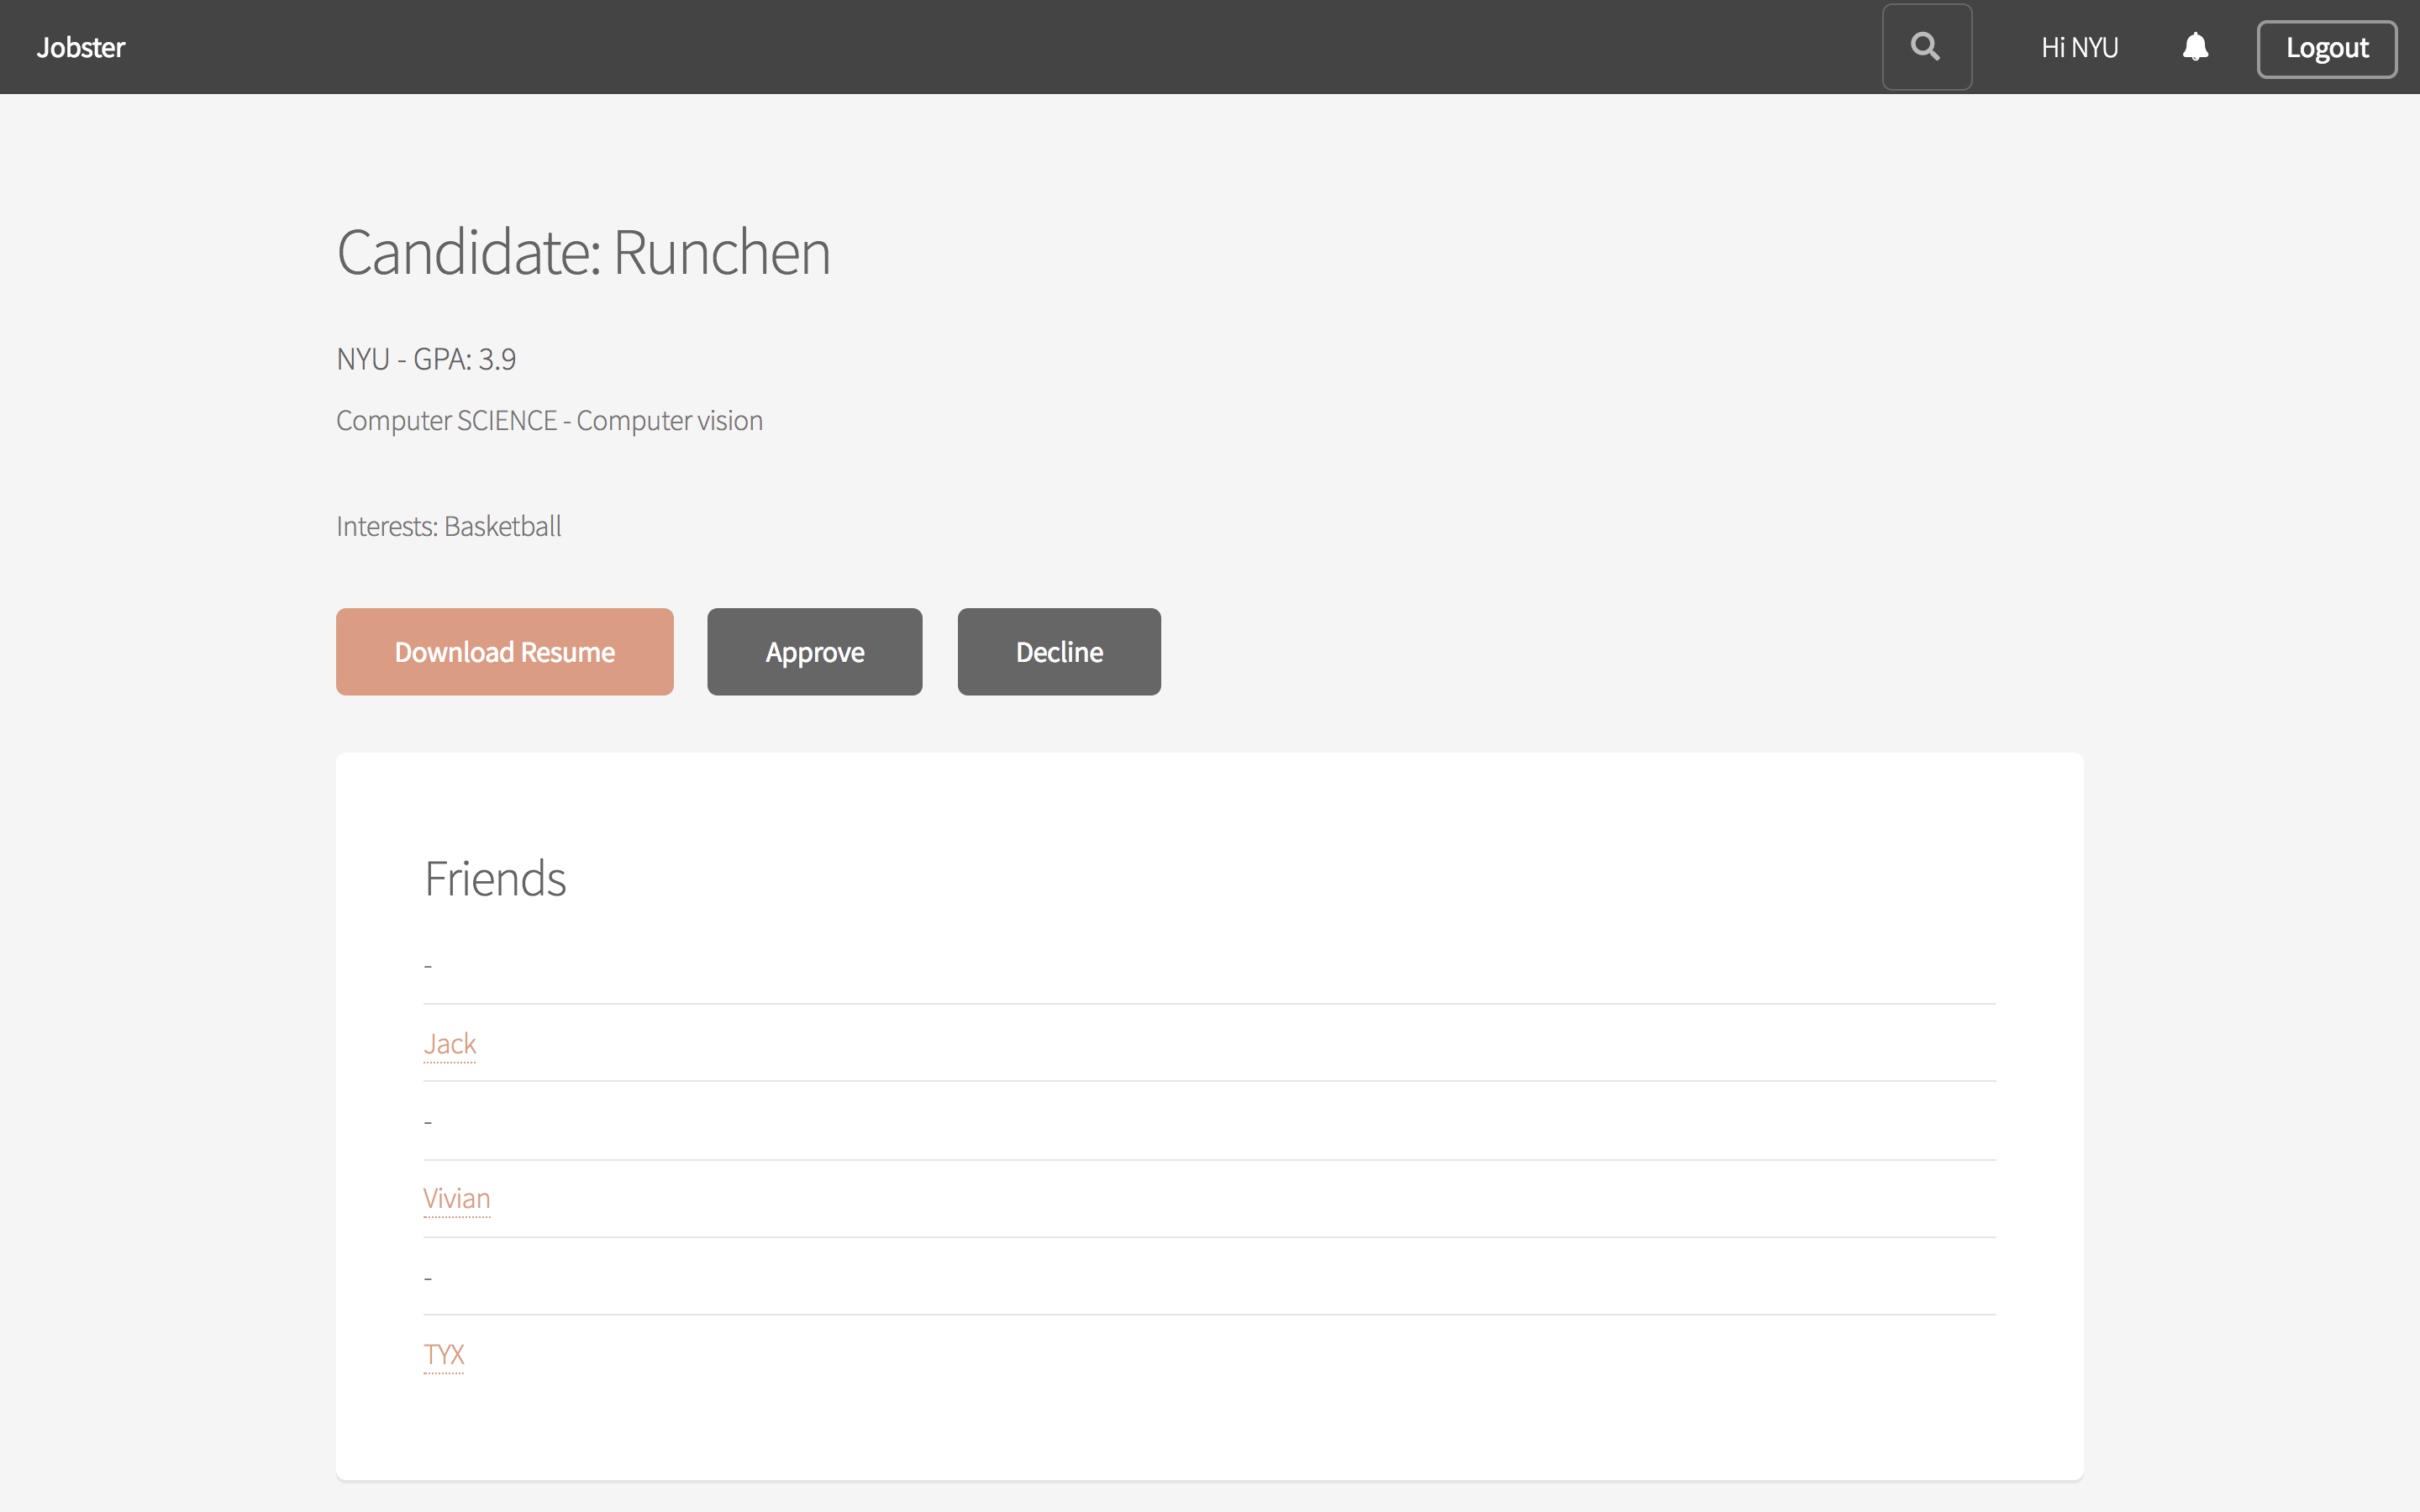 Jobster
Hi NYU
Logout
Candidate: Runchen
NYU - GPA: 3.9
Computer SCIENCE - Computer vision
Interests: Basketball
Download Resume
Approve
Decline
Friends
-
Jack
-
Vivian
-
TYX